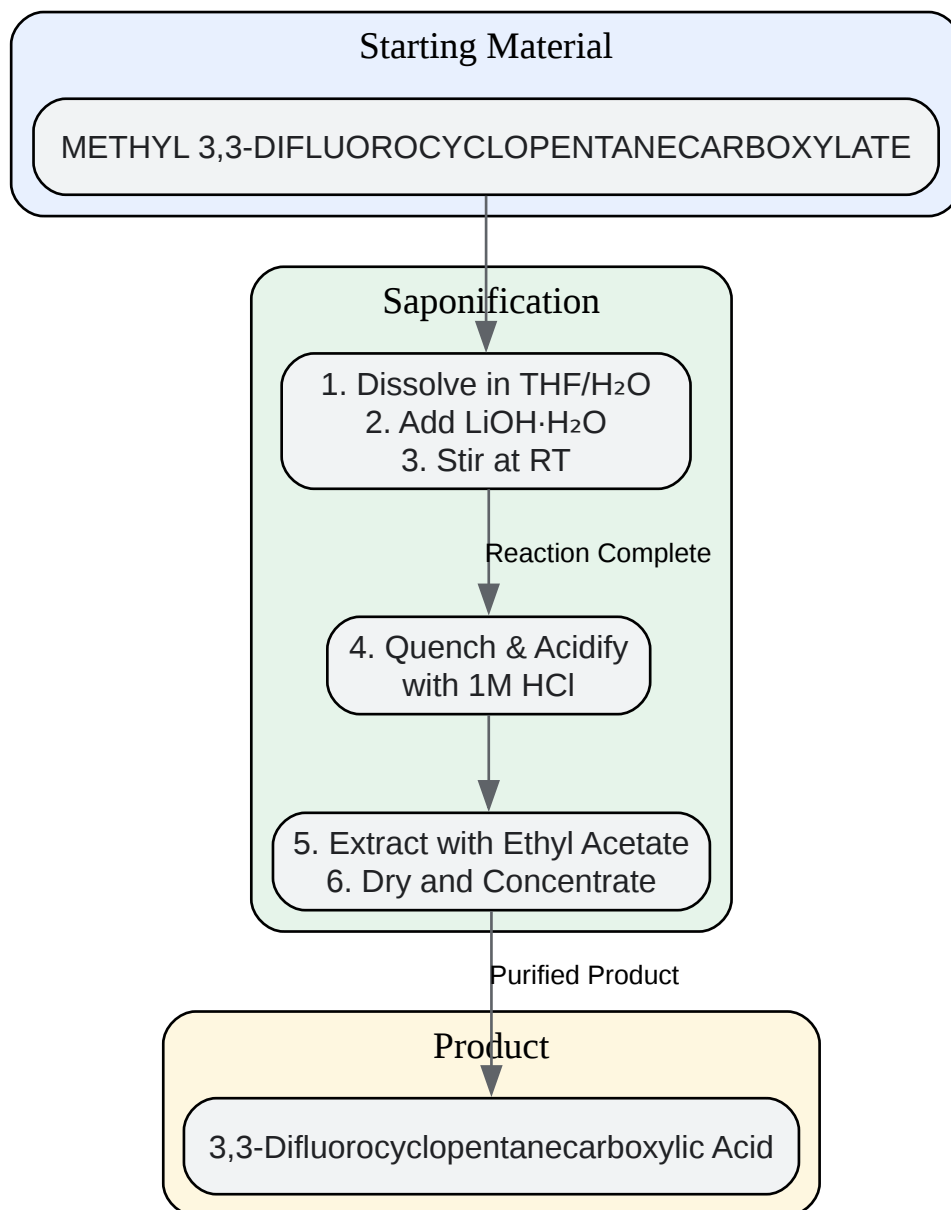 Starting Material
METHYL 3,3-DIFLUOROCYCLOPENTANECARBOXYLATE
Saponification
1. Dissolve in THF/H₂O
2. Add LiOH·H₂O
3. Stir at RT
Reaction Complete
4. Quench & Acidify
with 1M HCl
5. Extract with Ethyl Acetate
6. Dry and Concentrate
Purified Product
Product
3,3-Difluorocyclopentanecarboxylic Acid